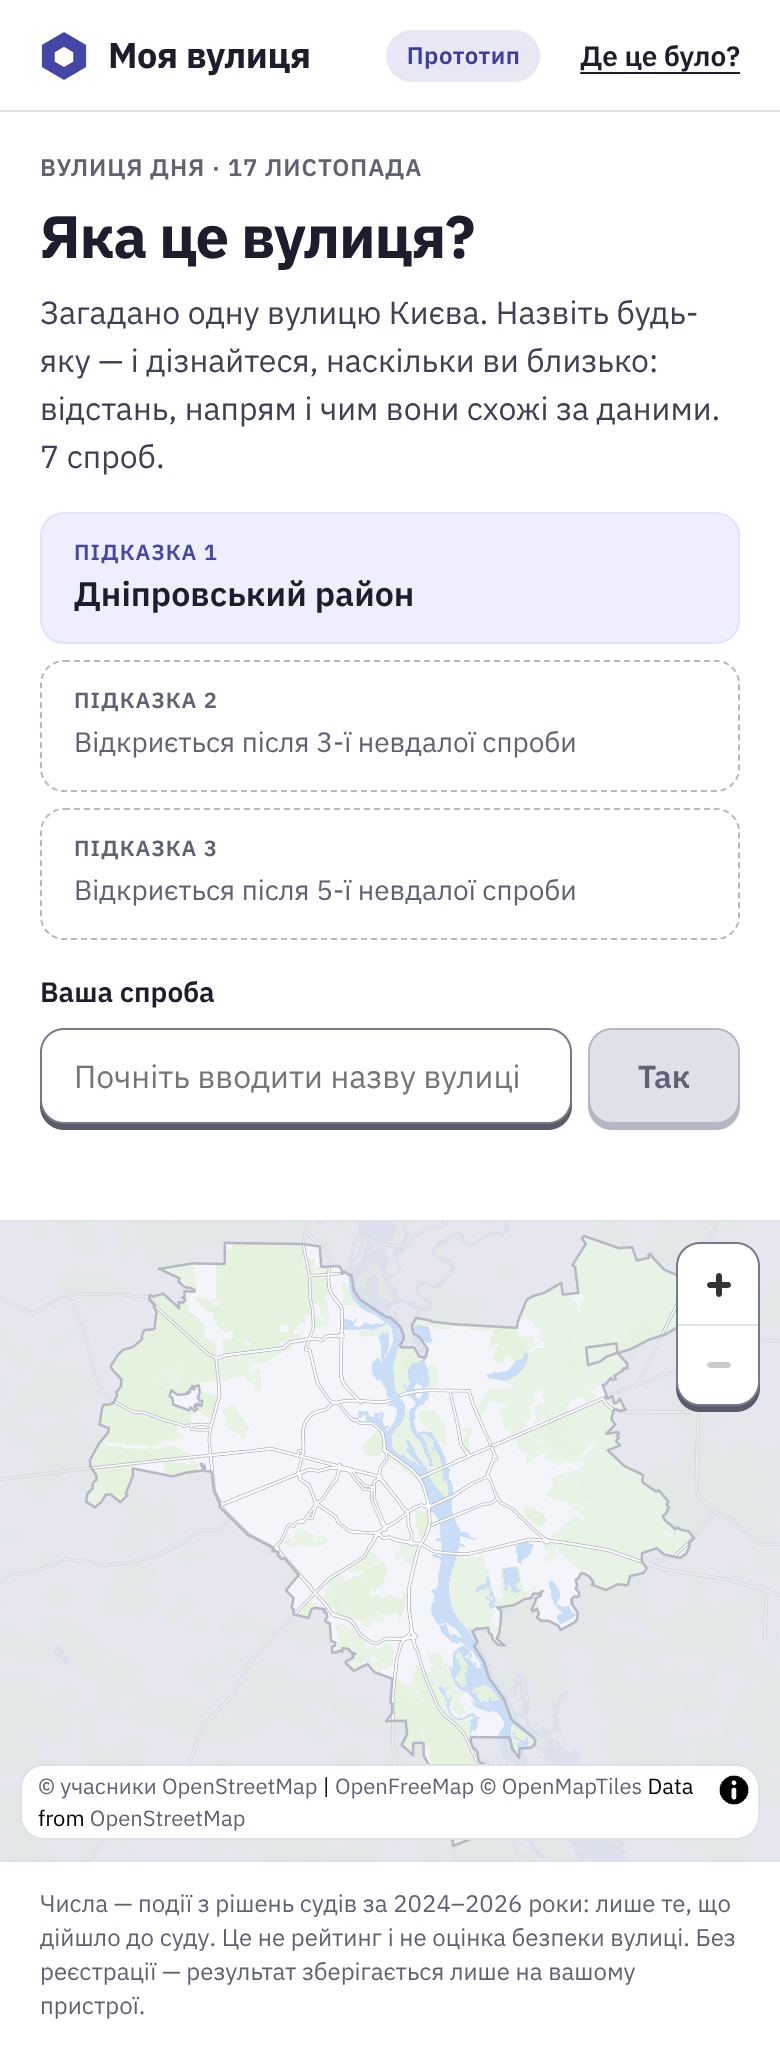 Моя вулиця
Прототип
Де це було?
ВУЛИЦЯ ДНЯ · 17 ЛИСТОПАДА
Яка це вулиця?
Загадано одну вулицю Києва. Назвіть будь-
яку — і дізнайтеся, наскільки ви близько:
відстань, напрям і чим вони схожі за даними.
7 спроб.
ПІДКАЗКА 1
Дніпровський район
ПІДКАЗКА 2
Відкриється після 3-ї невдалої спроби
ПІДКАЗКА 3
Відкриється після 5-ї невдалої спроби
Ваша спроба
Почніть вводити назву вулиці
Так
© учасники OpenStreetMap | OpenFreeMap © OpenMapTiles Data
from OpenStreetMap
Числа — події з рішень судів за 2024–2026 роки: лише те, що
дійшло до суду. Це не рейтинг і не оцінка безпеки вулиці. Без
реєстрації — результат зберігається лише на вашому
пристрої.